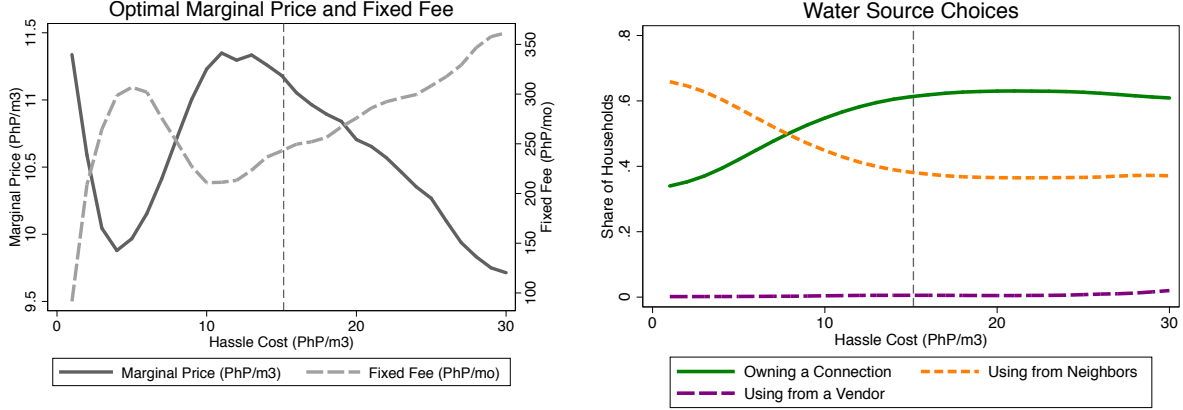 Optimal Marginal Price and Fixed Fee
Marginal Price (PhP/m3)
11.5
11
10.5
10
9.5
350
300
250
200
150
100
Fixed Fee (PhP/mo)
0
10
20
30
Hassle Cost (PhP/m3)
Marginal Price (PhP/m3)
Fixed Fee (PhP/mo)
Water Source Choices
Share of Households
.8
.6
.4
.2
0
0
10
20
30
Hassle Cost (PhP/m3)
Owning a Connection
Using from Neighbors
Using from a Vendor